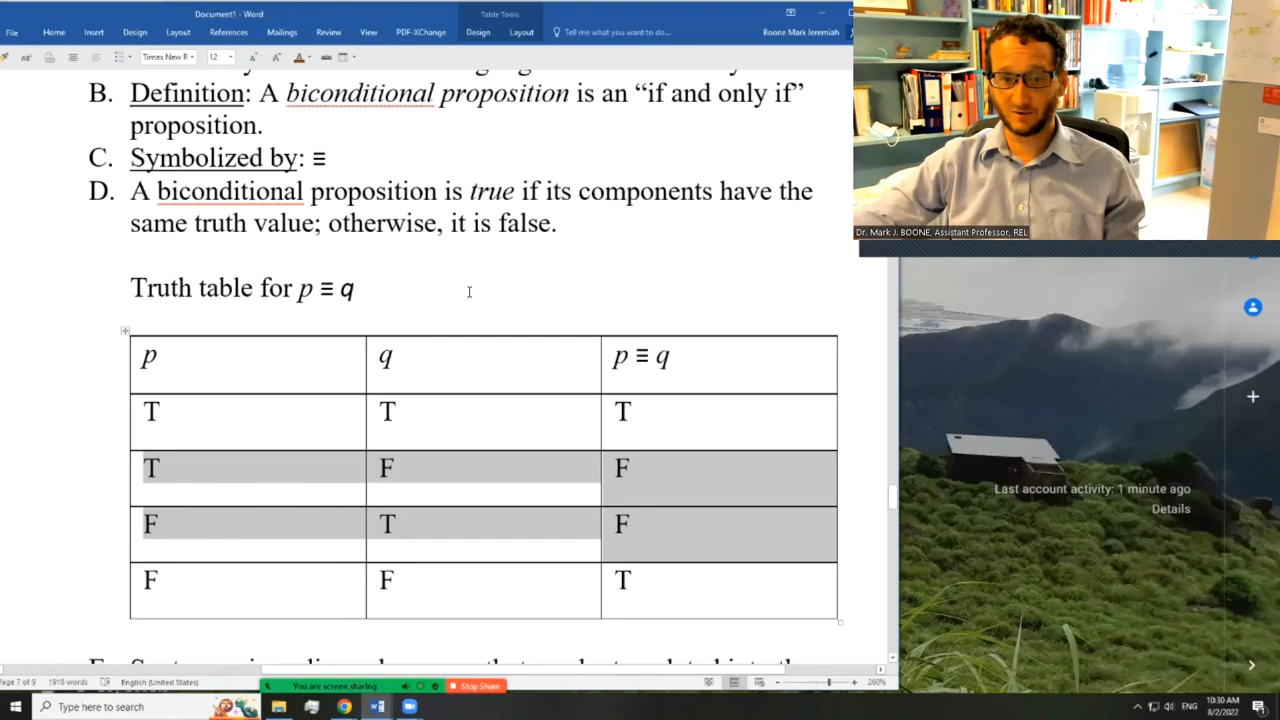 Document1 - Word
Table Tools
File Home Insert Design Layout References Mailings Review View PDF-XChange Design Layout Tell me what you want to do... Boone Mark Jeremiah
Times New R 12
B. Definition: A biconditional proposition is an “if and only if”
proposition.
C. Symbolized by: ≡
D. A biconditional proposition is true if its components have the
same truth value; otherwise, it is false.
Truth table for p ≡ q
p q p ≡ q
T T T
T F F
F T F
F F T
Dr. Mark J. BOONE, Assistant Professor, REL
Last account activity: 1 minute ago
Details
Page 7 of 9 1918 words English (United States) 260%
You are screen sharing Stop Share
Type here to search
ENG
10:30 AM
8/2/2022